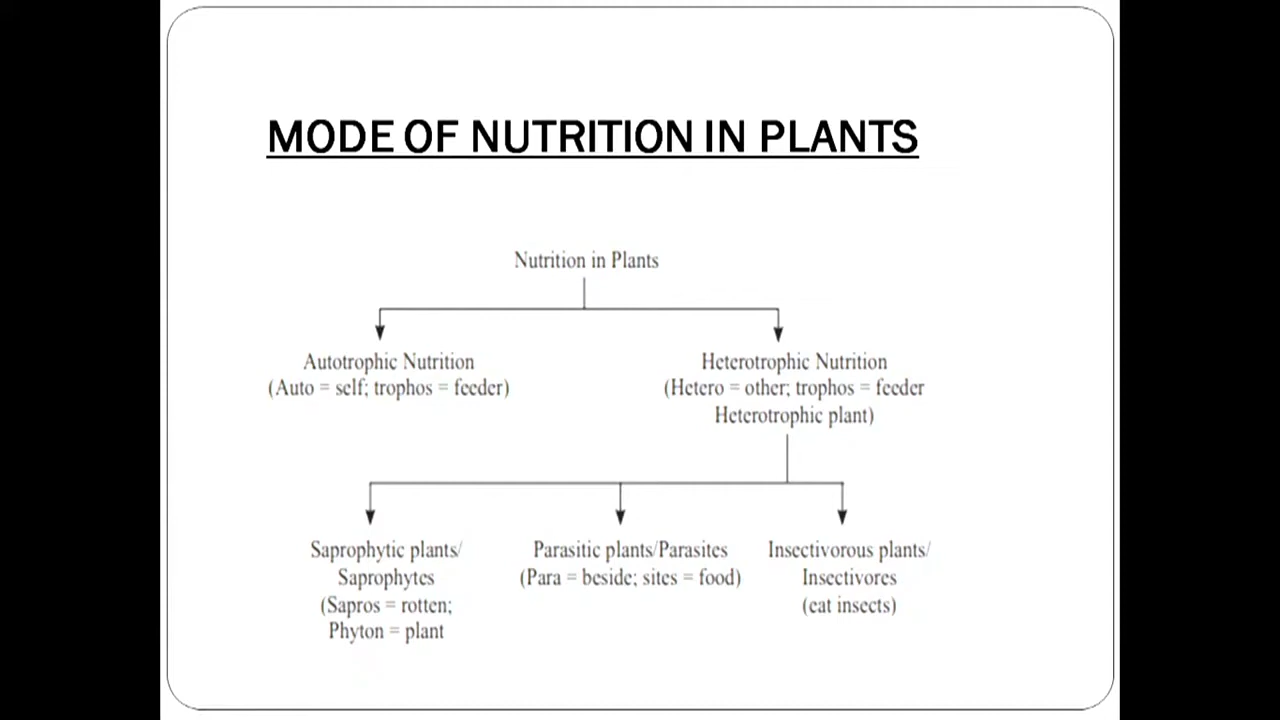 MODE OF NUTRITION IN PLANTS
Nutrition in Plants
Autotrophic Nutrition
(Auto = self; trophos = feeder)
Heterotrophic Nutrition
(Hetero = other; trophos = feeder
Heterotrophic plant)
Saprophytic plants/
Saprophytes
(Sapros = rotten;
Phyton = plant
Parasitic plants/Parasites
(Para = beside; sites = food)
Insectivorous plants/
Insectivores
(eat insects)